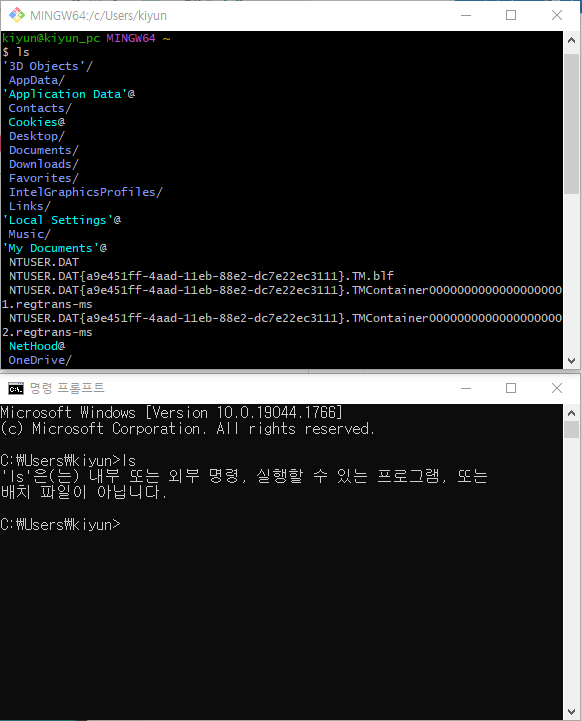 MINGW64:/c/Users/kiyun
kiyun@kiyun_pc MINGW64 ~
$ ls
'3D Objects'/
AppData/
'Application Data'@
Contacts/
Cookies@
Desktop/
Documents/
Downloads/
Favorites/
IntelGraphicsProfiles/
Links/
'Local Settings'@
Music/
'My Documents'@
NTUSER.DAT
NTUSER.DAT{a9e451ff-4aad-11eb-88e2-dc7e22ec3111}.TM.blf
NTUSER.DAT{a9e451ff-4aad-11eb-88e2-dc7e22ec3111}.TMContainer0000000000000000000
1.regtrans-ms
NTUSER.DAT{a9e451ff-4aad-11eb-88e2-dc7e22ec3111}.TMContainer0000000000000000000
2.regtrans-ms
NetHood@
OneDrive/
명령 프롬프트
Microsoft Windows [Version 10.0.19044.1766]
(c) Microsoft Corporation. All rights reserved.
C:₩Users₩kiyun>ls
'ls'은(는) 내부 또는 외부 명령, 실행할 수 있는 프로그램, 또는
배치 파일이 아닙니다.
C:₩Users₩kiyun>